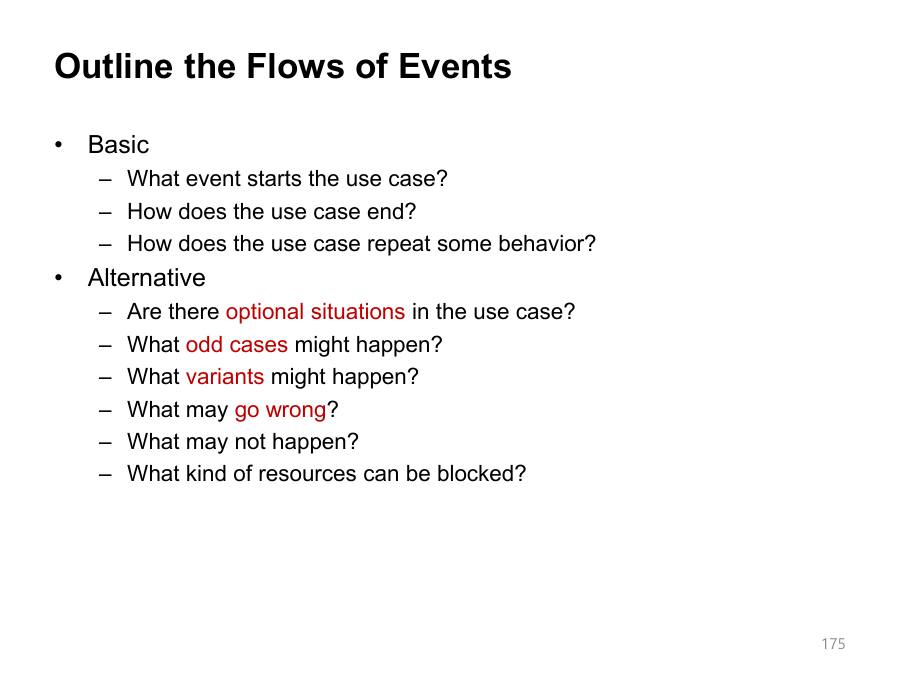 Outline the Flows of Events
• Basic
– What event starts the use case?
– How does the use case end?
– How does the use case repeat some behavior?
• Alternative
– Are there optional situations in the use case?
– What odd cases might happen?
– What variants might happen?
– What may go wrong?
– What may not happen?
– What kind of resources can be blocked?
175